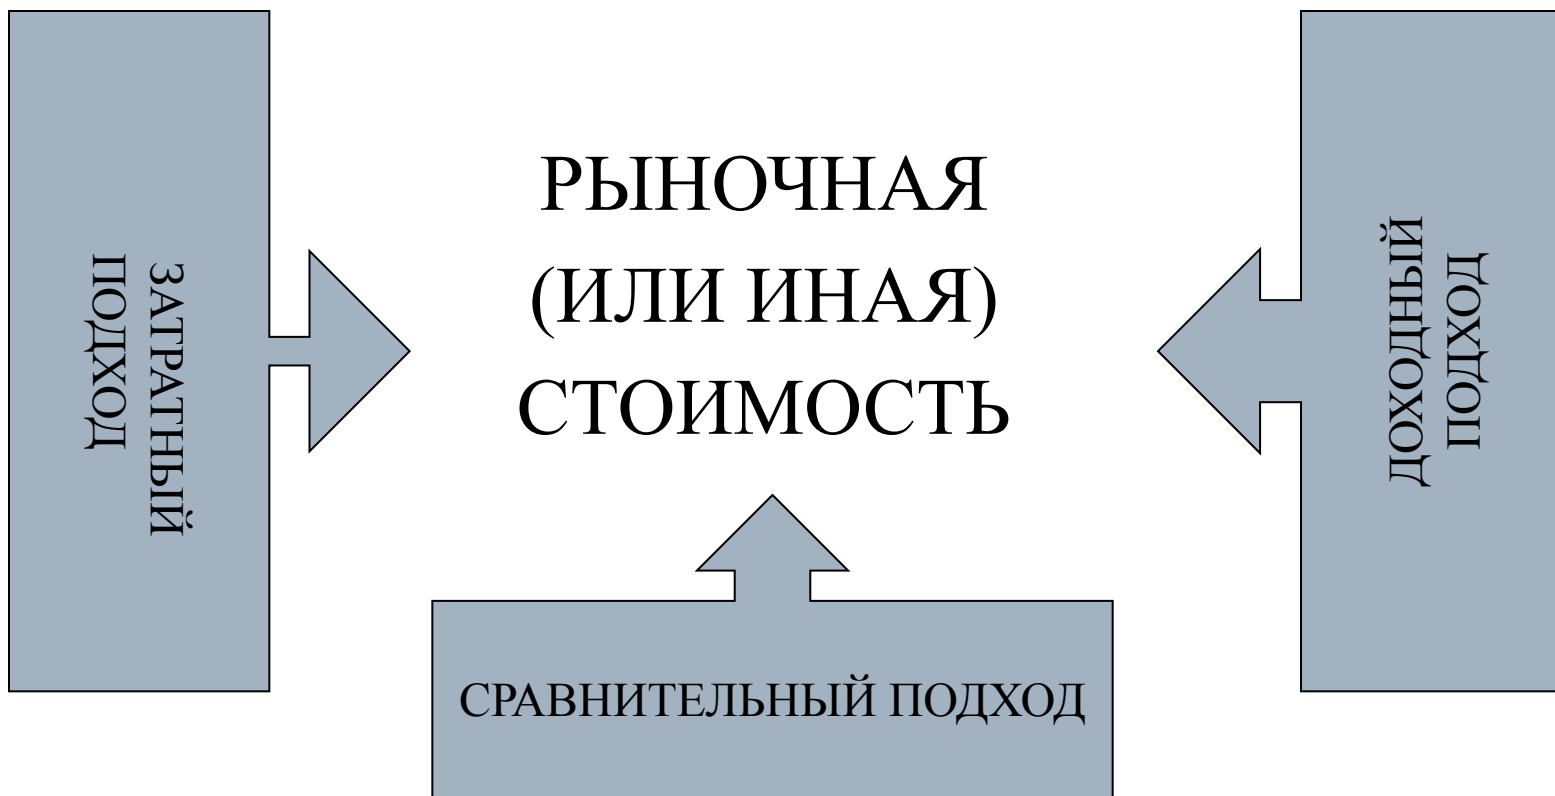 РЫНОЧНАЯ
(ИЛИ ИНАЯ)
СТОИМОСТЬ
ЗАТРАТНЫЙ
ПОДХОД
ДОХОДНЫЙ
ПОДХОД
СРАВНИТЕЛЬНЫЙ ПОДХОД